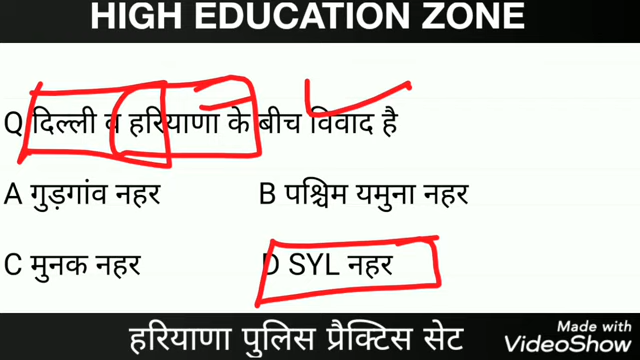 HIGH EDUCATION ZONE
Q दिल्ली व हरियाणा के बीच विवाद है
A गुड़गांव नहर B पश्चिम यमुना नहर
C मुनक नहर D SYL नहर
हरियाणा पुलिस प्रैक्टिस सेट
Made with
VideoShow